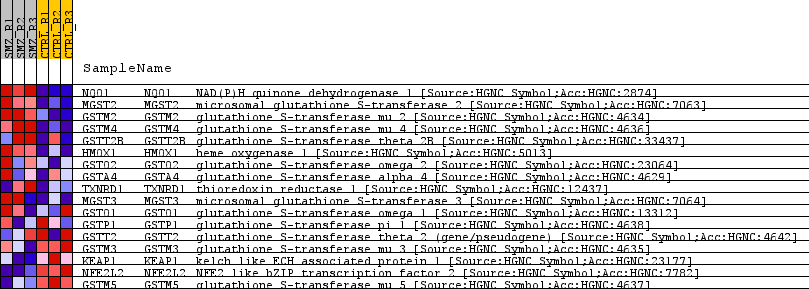 SMZ_R1
SMZ_R2
SMZ_R3
CTRL_R1
CTRL_R2
CTRL_R3
SampleName
NQO1 NQO1 NAD(P)H quinone dehydrogenase 1 [Source:HGNC Symbol;Acc:HGNC:2874]
MGST2 MGST2 microsomal glutathione S-transferase 2 [Source:HGNC Symbol;Acc:HGNC:7063]
GSTM2 GSTM2 glutathione S-transferase mu 2 [Source:HGNC Symbol;Acc:HGNC:4634]
GSTM4 GSTM4 glutathione S-transferase mu 4 [Source:HGNC Symbol;Acc:HGNC:4636]
GSTT2B GSTT2B glutathione S-transferase theta 2B [Source:HGNC Symbol;Acc:HGNC:33437]
HMOX1 HMOX1 heme oxygenase 1 [Source:HGNC Symbol;Acc:HGNC:5013]
GSTO2 GSTO2 glutathione S-transferase omega 2 [Source:HGNC Symbol;Acc:HGNC:23064]
GSTA4 GSTA4 glutathione S-transferase alpha 4 [Source:HGNC Symbol;Acc:HGNC:4629]
TXNRD1 TXNRD1 thioredoxin reductase 1 [Source:HGNC Symbol;Acc:HGNC:12437]
MGST3 MGST3 microsomal glutathione S-transferase 3 [Source:HGNC Symbol;Acc:HGNC:7064]
GSTO1 GSTO1 glutathione S-transferase omega 1 [Source:HGNC Symbol;Acc:HGNC:13312]
GSTP1 GSTP1 glutathione S-transferase pi 1 [Source:HGNC Symbol;Acc:HGNC:4638]
GSTT2 GSTT2 glutathione S-transferase theta 2 (gene/pseudogene) [Source:HGNC Symbol;Acc:HGNC:4642]
GSTM3 GSTM3 glutathione S-transferase mu 3 [Source:HGNC Symbol;Acc:HGNC:4635]
KEAP1 KEAP1 kelch like ECH associated protein 1 [Source:HGNC Symbol;Acc:HGNC:23177]
NFE2L2 NFE2L2 NFE2 like bZIP transcription factor 2 [Source:HGNC Symbol;Acc:HGNC:7782]
GSTM5 GSTM5 glutathione S-transferase mu 5 [Source:HGNC Symbol;Acc:HGNC:4637]